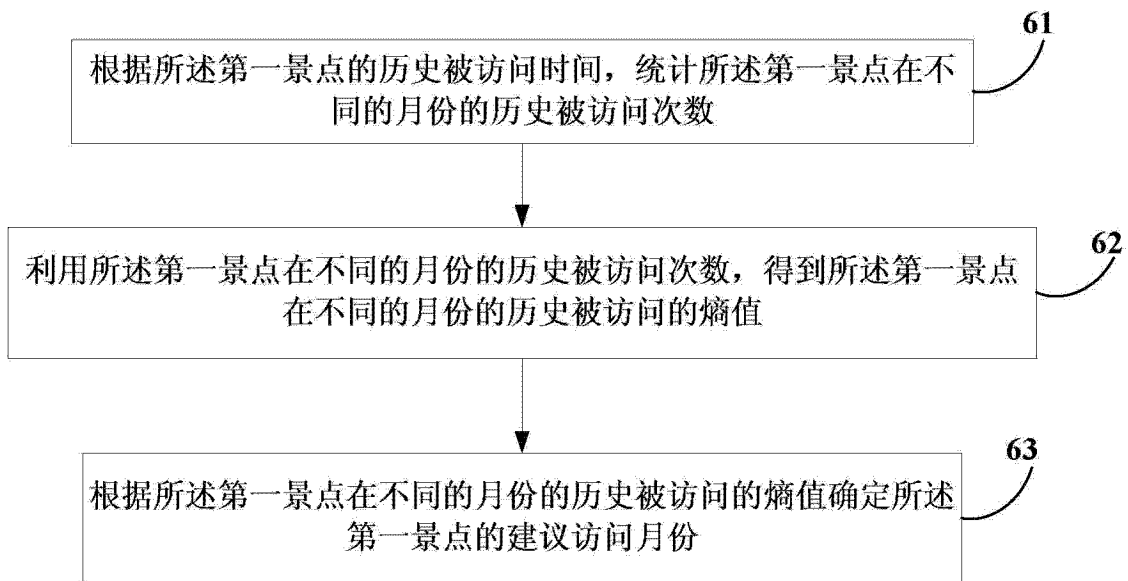 61
根据所述第一景点的历史被访问时间，统计所述第一景点在不
同的月份的历史被访问次数
62
利用所述第一景点在不同的月份的历史被访问次数，得到所述第一景点
在不同的月份的历史被访问的熵值
63
根据所述第一景点在不同的月份的历史被访问的熵值确定所述
第一景点的建议访问月份